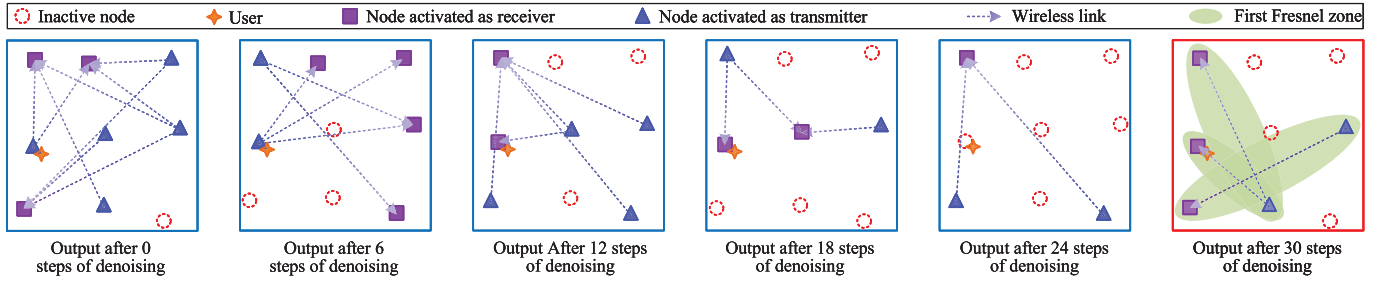 Inactive node User Node activated as receiver Node activated as transmitter Wireless link First Fresnel zone
Output after 0
steps of denoising
Output after 6
steps of denoising
Output After 12 steps
of denoising
Output after 18 steps
of denoising
Output after 24 steps
of denoising
Output after 30 steps
of denoising